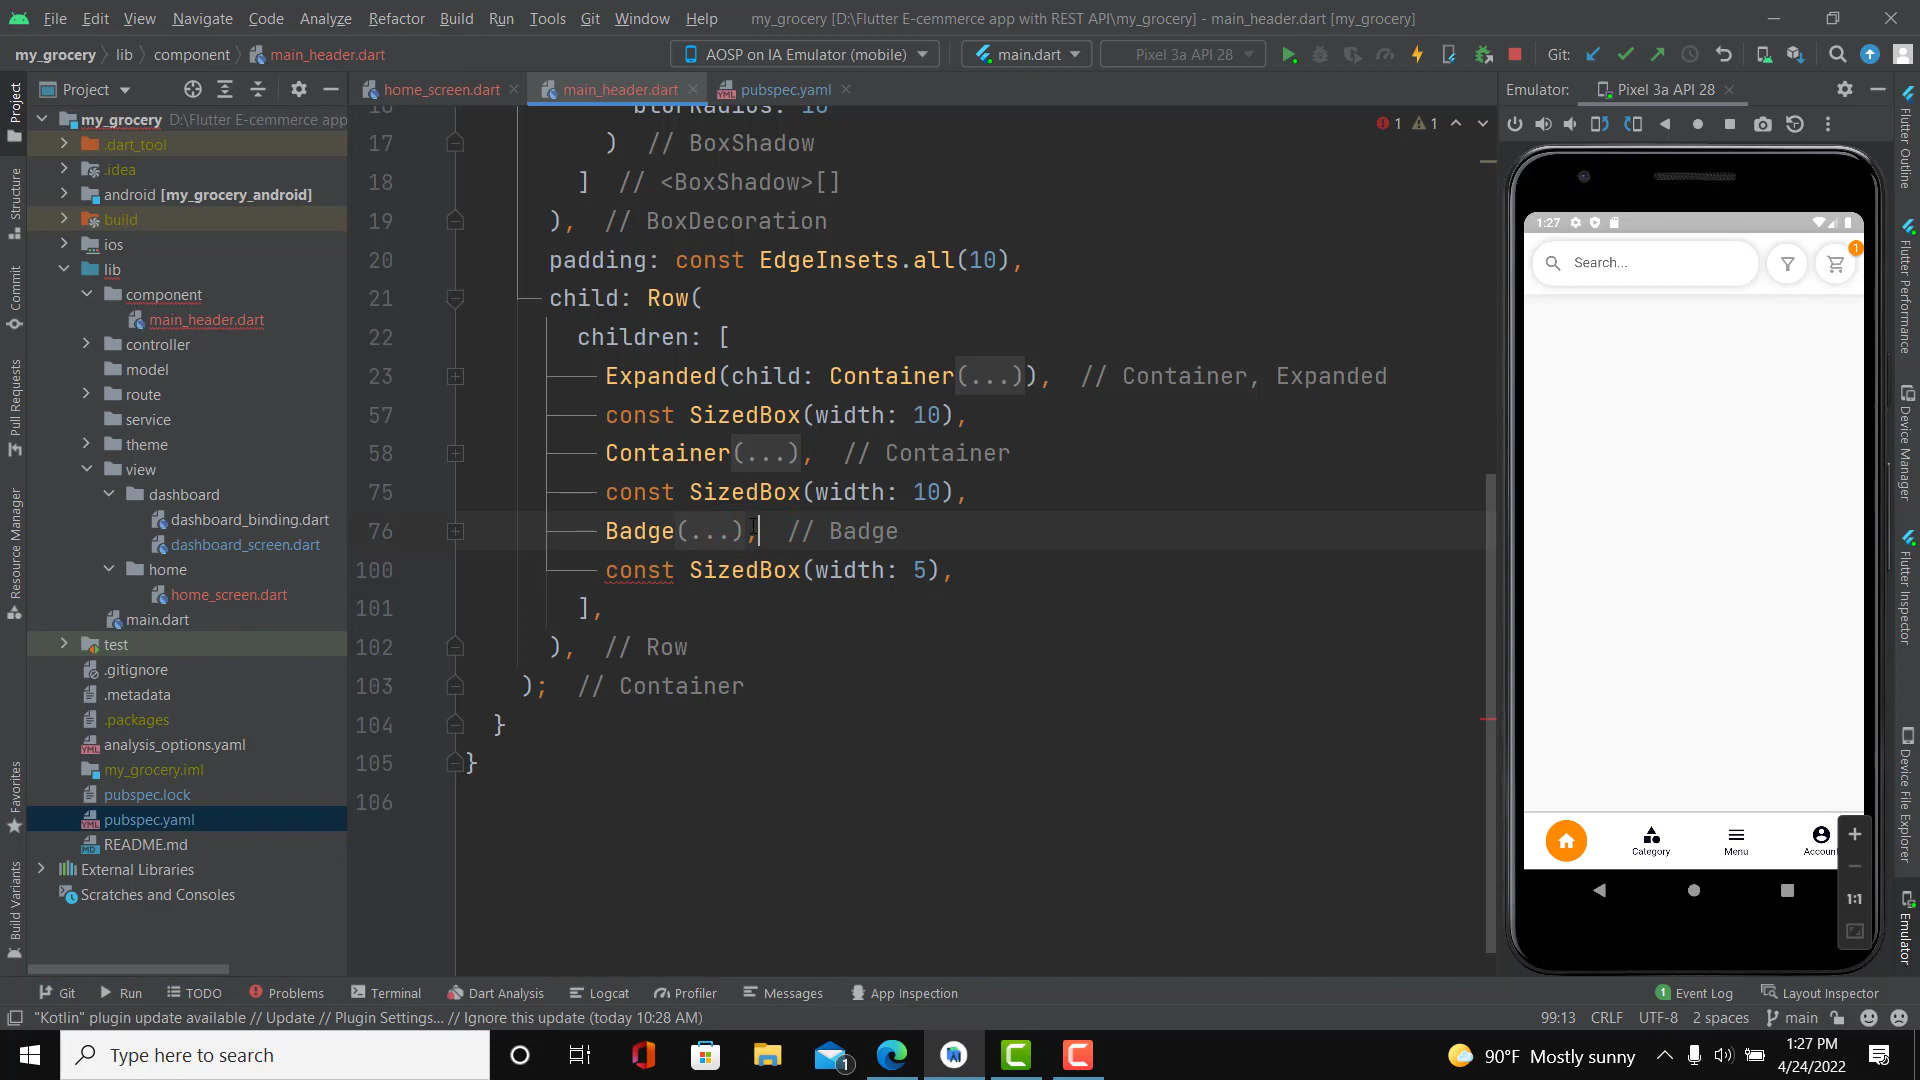 File Edit View Navigate Code Analyze Refactor Build Run Tools Git Window Help my_grocery [D:\Flutter E-cemmerce app with REST API\my_grocery] - main_header.dart [my_grocery]
my_grocery lib component main_header.dart AOSP on IA Emulator (mobile) main.dart Pixel 3a API 28 Git:
Project home_screen.dart main_header.dart pubspec.yaml Emulator: Pixel 3a API 28
my_grocery D:\Flutter E-cemmerce app
.dart_tool
.idea
android [my_grocery_android]
build
ios
lib
component
main_header.dart
controller
model
route
service
theme
view
dashboard
dashboard_binding.dart
dashboard_screen.dart
home
home_screen.dart
main.dart
test
.gitignore
.metadata
.packages
analysis_options.yaml
my_grocery.iml
pubspec.lock
pubspec.yaml
README.md
External Libraries
Scratches and Consoles
Project
Structure
Commit
Pull Requests
Resource Manager
Favorites
Build Variants
1 1
17 ) // BoxShadow
18 ] // <BoxShadow>[]
19 ), // BoxDecoration
20 padding: const EdgeInsets.all(10),
21 child: Row(
22 children: [
23 Expanded(child: Container(...)), // Container, Expanded
57 const SizedBox(width: 10),
58 Container(...), // Container
75 const SizedBox(width: 10),
76 Badge(...), // Badge
100 const SizedBox(width: 5),
101 ],
102 ), // Row
103 ); // Container
104 }
105 }
106
1:27
Search...
1
Category Menu Account
1:1
Flutter Outline
Flutter Performance
Device Manager
Flutter Inspector
Device File Explorer
Emulator
Git Run TODO Problems Terminal Dart Analysis Logcat Profiler Messages App Inspection 1 Event Log Layout Inspector
"Kotlin" plugin update available // Update // Plugin Settings... // Ignore this update (today 10:28 AM) 99:13 CRLF UTF-8 2 spaces main
Type here to search 1 90°F Mostly sunny 1:27 PM
4/24/2022